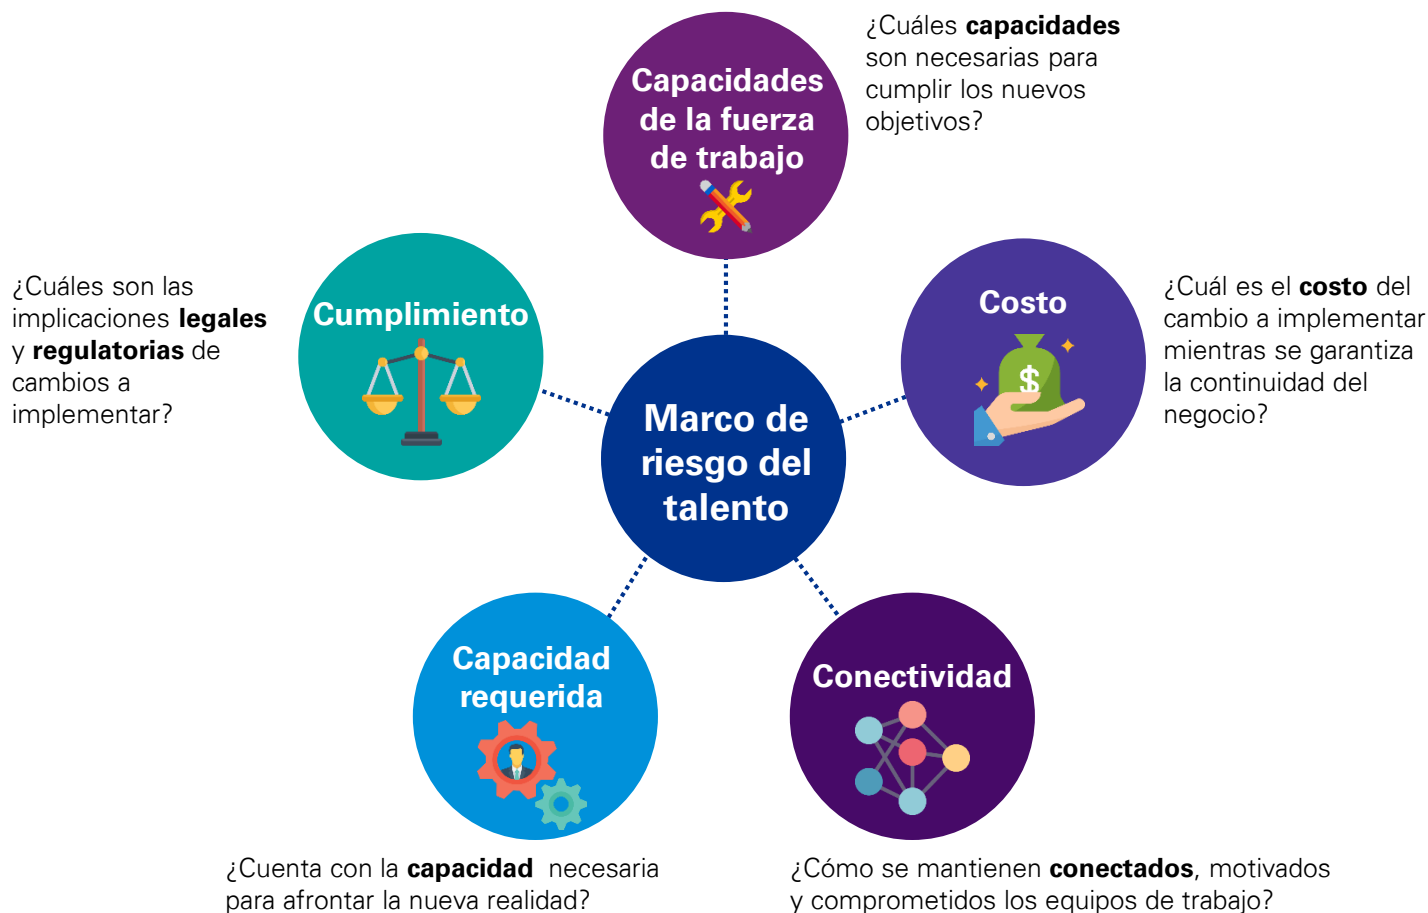 Capacidades
de la fuerza
de trabajo
¿Cuáles capacidades
son necesarias para
cumplir los nuevos
objetivos?
Cumplimiento
¿Cuáles son las
implicaciones legales
y regulatorias de
cambios a
implementar?
Costo
$
¿Cuál es el costo del
cambio a implementar
mientras se garantiza
la continuidad del
negocio?
Marco de
riesgo del
talento
Capacidad
requerida
¿Cuenta con la capacidad necesaria
para afrontar la nueva realidad?
Conectividad
¿Cómo se mantienen conectados, motivados
y comprometidos los equipos de trabajo?